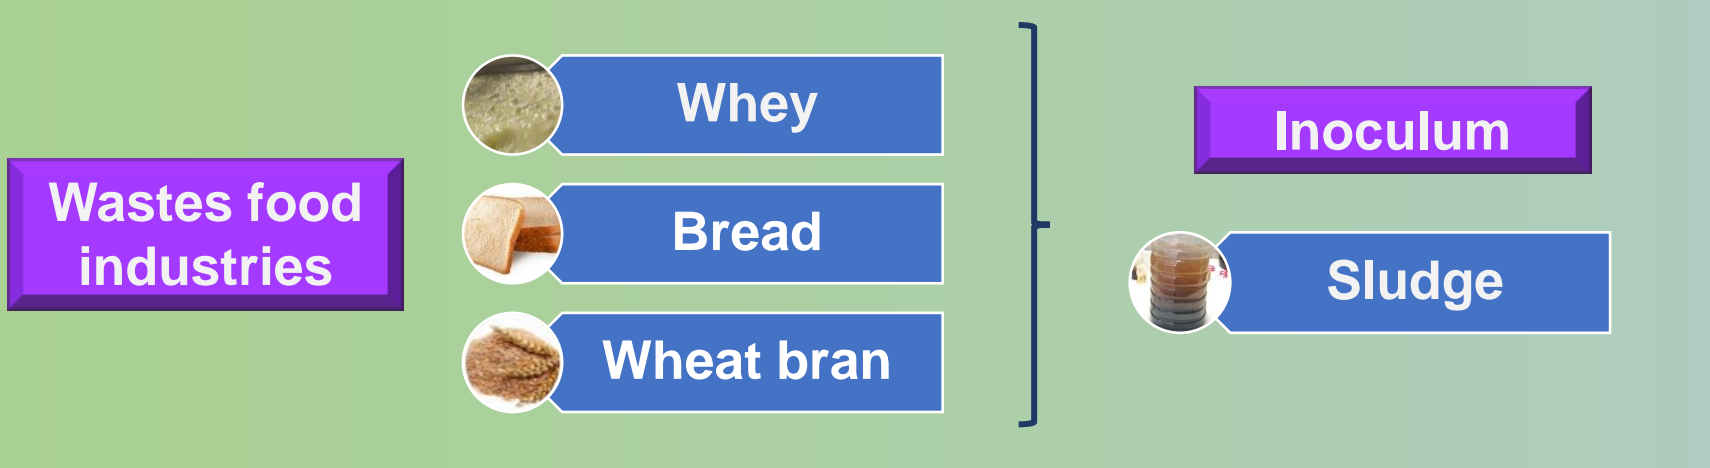 Wastes food
industries
Whey
Bread
Wheat bran
Inoculum
Sludge